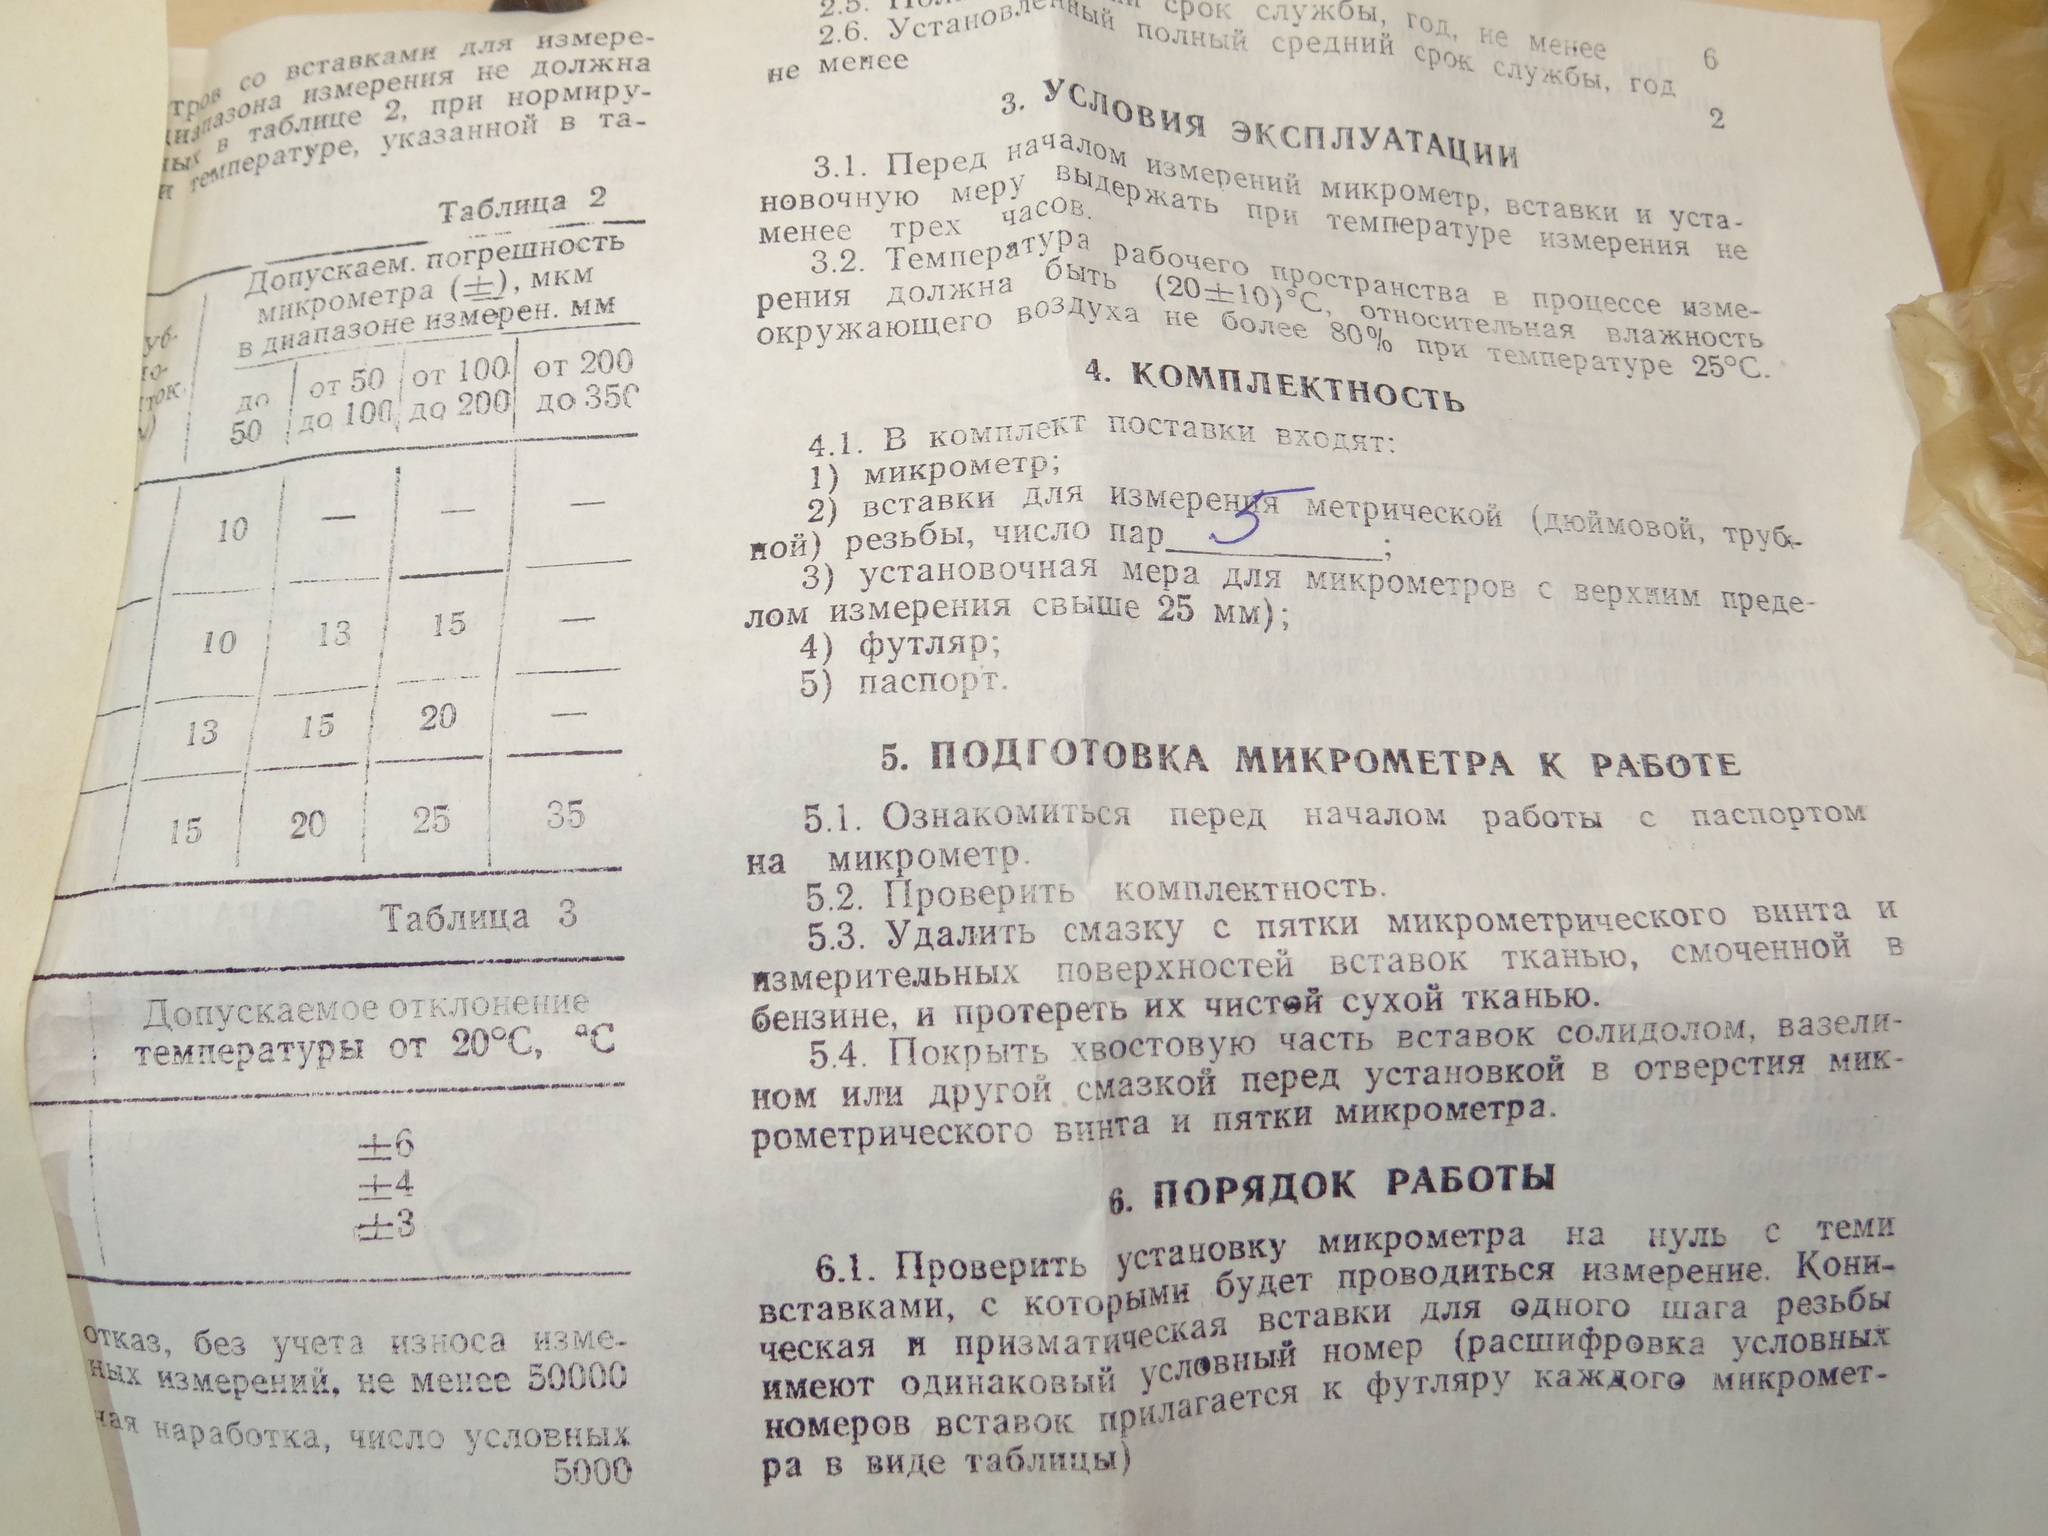 тров со вставками для измере-
диапазона измерения не должна
ных в таблице 2, при нормиру-
и температуре, указанной в та-
Таблица 2
Допускаем. погрешность
микрометра (±), мкм
в диапазоне измерен. мм
до 50
от 50 до 100
от 100 до 200
от 200 до 350
10 — — —
10 13 15 —
13 15 20 —
15 20 25 35
Таблица 3
Допускаемое отклонение
температуры от 20°С, °С
±6
±4
±3
отказ, без учета износа изме-
ных измерений, не менее 50000
ная наработка, число условных
5000
срок службы, год, не менее 6
2.6. Установленный полный средний срок службы, год
не менее 2
3. УСЛОВИЯ ЭКСПЛУАТАЦИИ
3.1. Перед началом измерений микрометр, вставки и уста-
новочную меру выдержать при температуре измерения не
менее трех часов.
3.2. Температура рабочего пространства в процессе изме-
рения должна быть (20±10)°С, относительная влажность
окружающего воздуха не более 80% при температуре 25°С.
4. КОМПЛЕКТНОСТЬ
4.1. В комплект поставки входят:
1) микрометр;
2) вставки для измерения метрической (дюймовой, труб-
ной) резьбы, число пар 5;
3) установочная мера для микрометров с верхним преде-
лом измерения свыше 25 мм);
4) футляр;
5) паспорт.
5. ПОДГОТОВКА МИКРОМЕТРА К РАБОТЕ
5.1. Ознакомиться перед началом работы с паспортом
на микрометр.
5.2. Проверить комплектность.
5.3. Удалить смазку с пятки микрометрического винта и
измерительных поверхностей вставок тканью, смоченной в
бензине, и протереть их чистой сухой тканью.
5.4. Покрыть хвостовую часть вставок солидолом, вазели-
ном или другой смазкой перед установкой в отверстия мик-
рометрического винта и пятки микрометра.
6. ПОРЯДОК РАБОТЫ
6.1. Проверить установку микрометра на нуль с теми
вставками, с которыми будет проводиться измерение. Кони-
ческая и призматическая вставки для одного шага резьбы
имеют одинаковый условный номер (расшифровка условных
номеров вставок прилагается к футляру каждого микромет-
ра в виде таблицы)